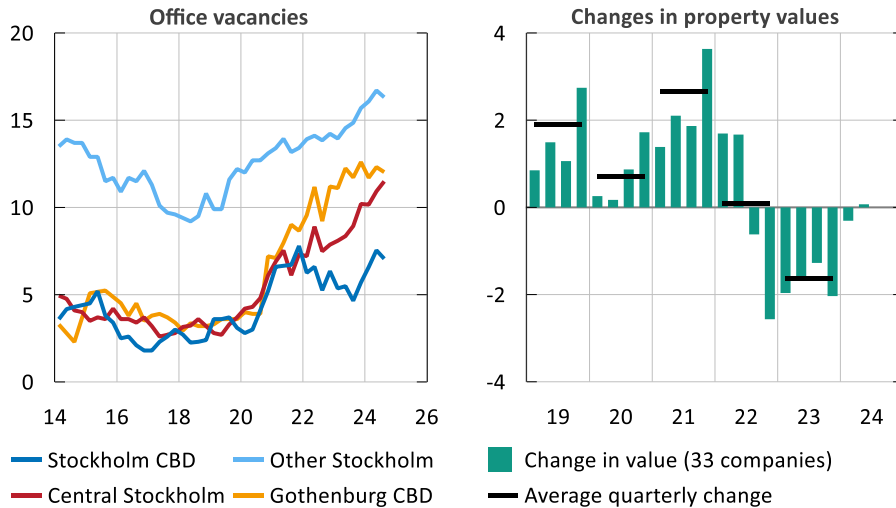 Office vacancies
20
15
10
5
0
14 16 18 20 22 24 26
Stockholm CBD
Other Stockholm
Central Stockholm
Gothenburg CBD
Changes in property values
4
2
0
-2
-4
19 20 21 22 23 24
Change in value (33 companies)
Average quarterly change